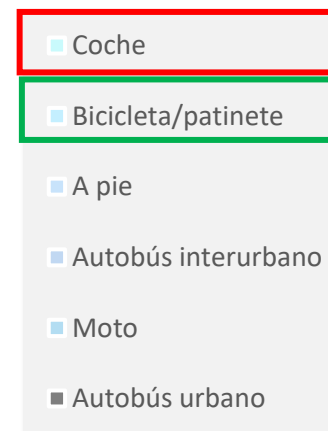 Coche
Bicicleta/patinete
A pie
Autobús interurbano
Moto
Autobús urbano